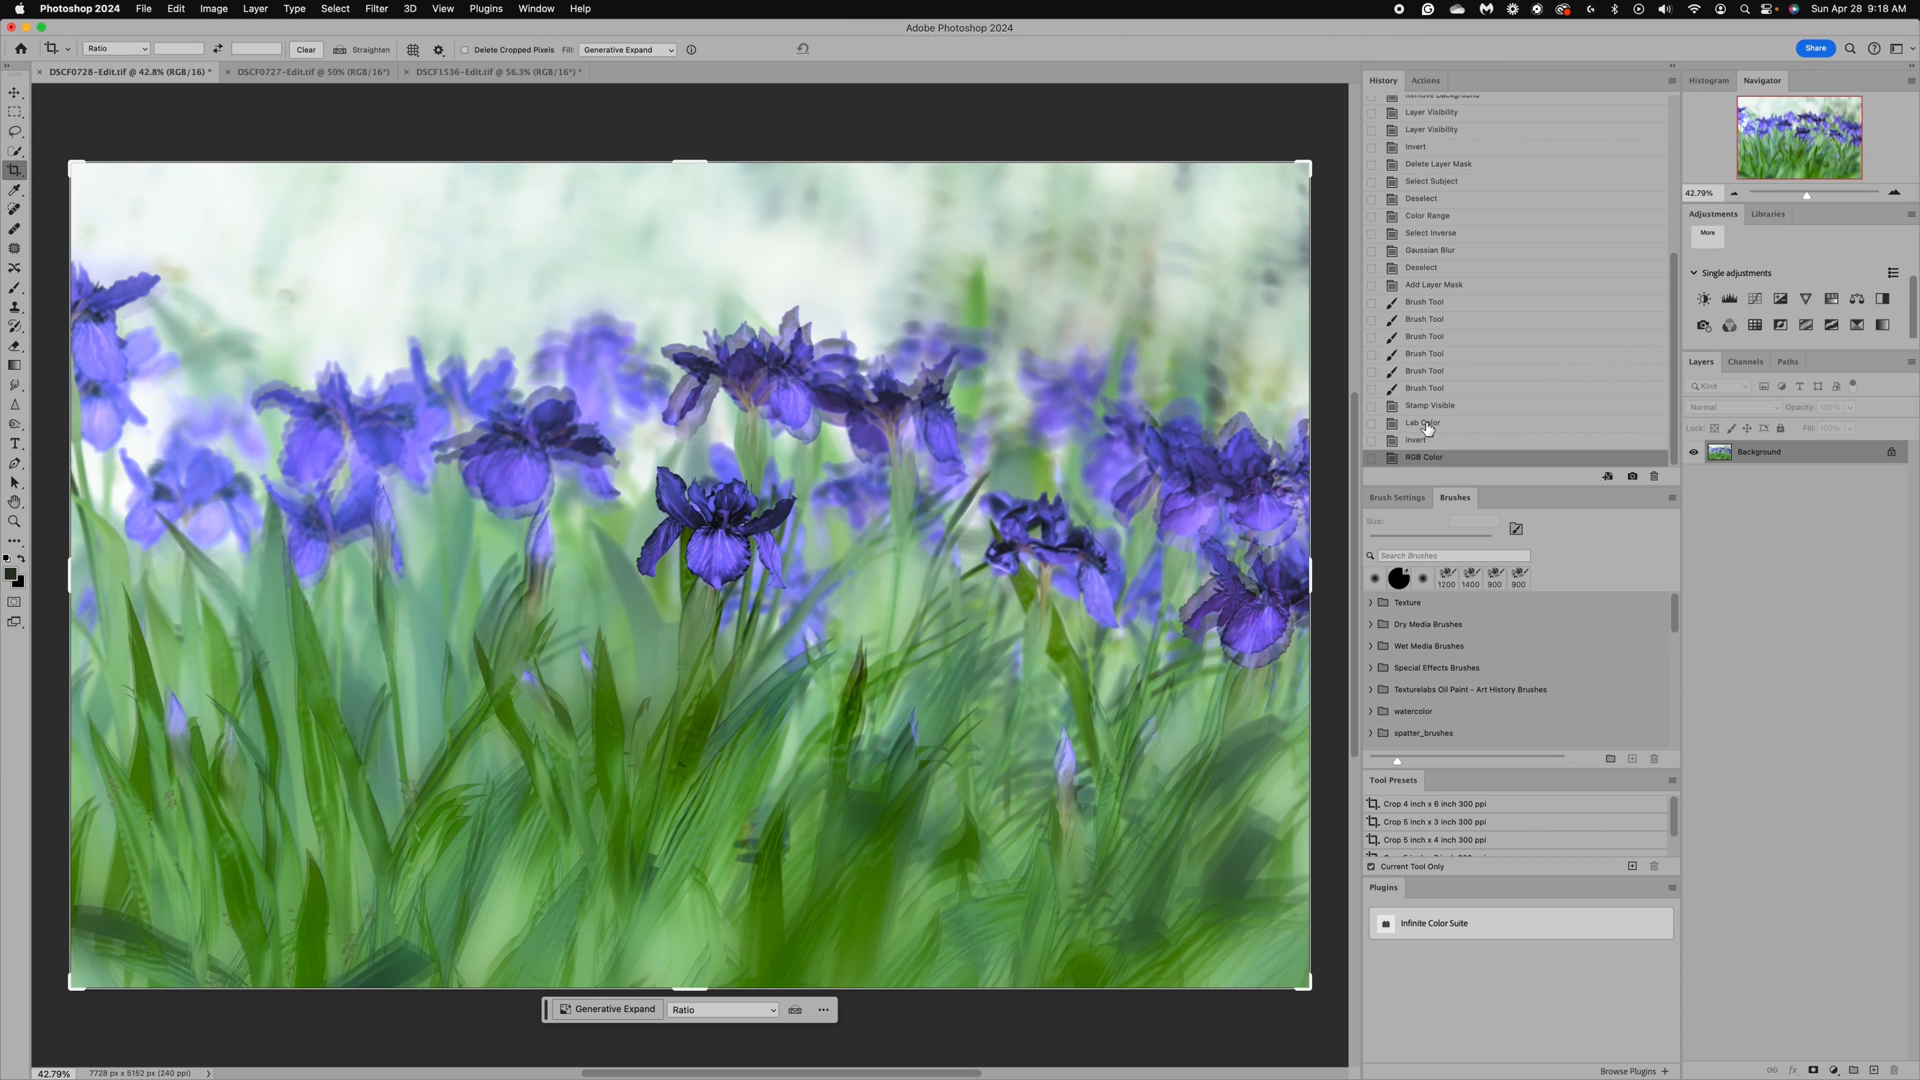 Photoshop 2024 File Edit Image Layer Type Select Filter 3D View Plugins Window Help
Sun Apr 28 9:18 AM
Adobe Photoshop 2024
Ratio
Clear
Straighten
Delete Cropped Pixels
Fill:
Generative Expand
Share
DSCF0728-Edit.tif @ 42.8% (RGB/16) *
DSCF0727-Edit.tif @ 50% (RGB/16*)
DSCF1536-Edit.tif @ 56.3% (RGB/16*) *
History
Actions
Remove Background
Layer Visibility
Layer Visibility
Invert
Delete Layer Mask
Select Subject
Deselect
Color Range
Select Inverse
Gaussian Blur
Deselect
Add Layer Mask
Brush Tool
Brush Tool
Brush Tool
Brush Tool
Brush Tool
Brush Tool
Stamp Visible
Lab Color
Invert
RGB Color
Brush Settings
Brushes
Size:
Search Brushes
1200 1400 900 900
Texture
Dry Media Brushes
Wet Media Brushes
Special Effects Brushes
Texturelabs Oil Paint - Art History Brushes
watercolor
spatter_brushes
Tool Presets
Crop 4 inch x 6 inch 300 ppi
Crop 5 inch x 3 inch 300 ppi
Crop 5 inch x 4 inch 300 ppi
Current Tool Only
Plugins
Infinite Color Suite
Browse Plugins +
Histogram
Navigator
42.79%
Adjustments
Libraries
More
Single adjustments
Layers
Channels
Paths
Kind
Normal
Opacity: 100%
Lock:
Fill: 100%
Background
Generative Expand
Ratio
42.79%
7728 px x 5152 px (240 ppi)